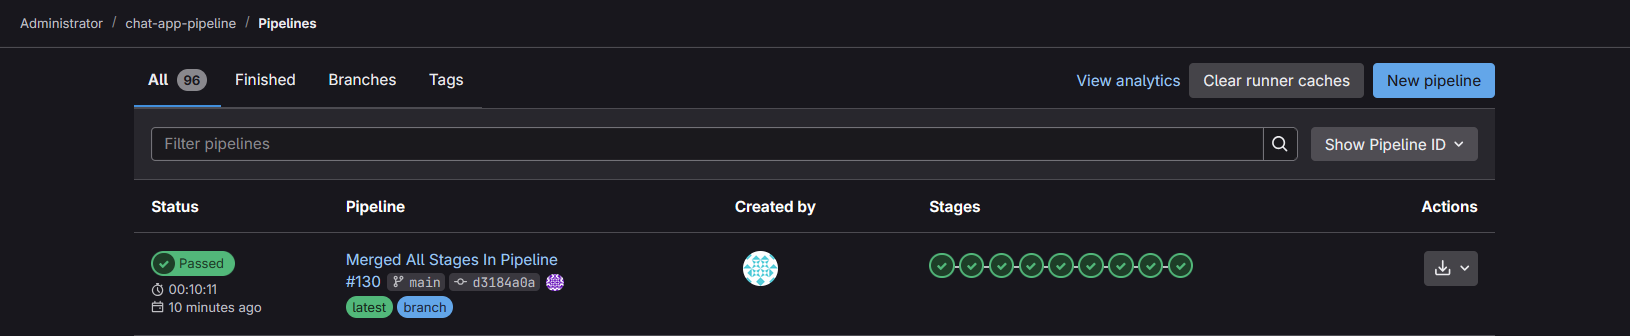 Administrator / chat-app-pipeline / Pipelines
All 96 Finished Branches Tags View analytics Clear runner caches New pipeline
Filter pipelines Show Pipeline ID
Status Pipeline Created by Stages Actions
Passed Merged All Stages In Pipeline
00:10:11 #130 main d3184a0a
10 minutes ago latest branch